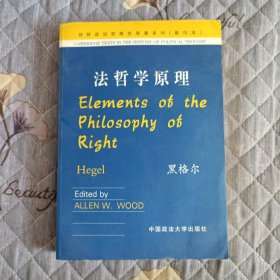 剑桥政治思想史原著系列（影印本）
CAMBRIDGE TEXTS IN THE HISTORY OF POLITICAL THOUGHT
法哲学原理
Elements of the
Philosophy of
Right
Hegel 黑格尔
Edited by
ALLEN W. WOOD
中国政法大学出版社